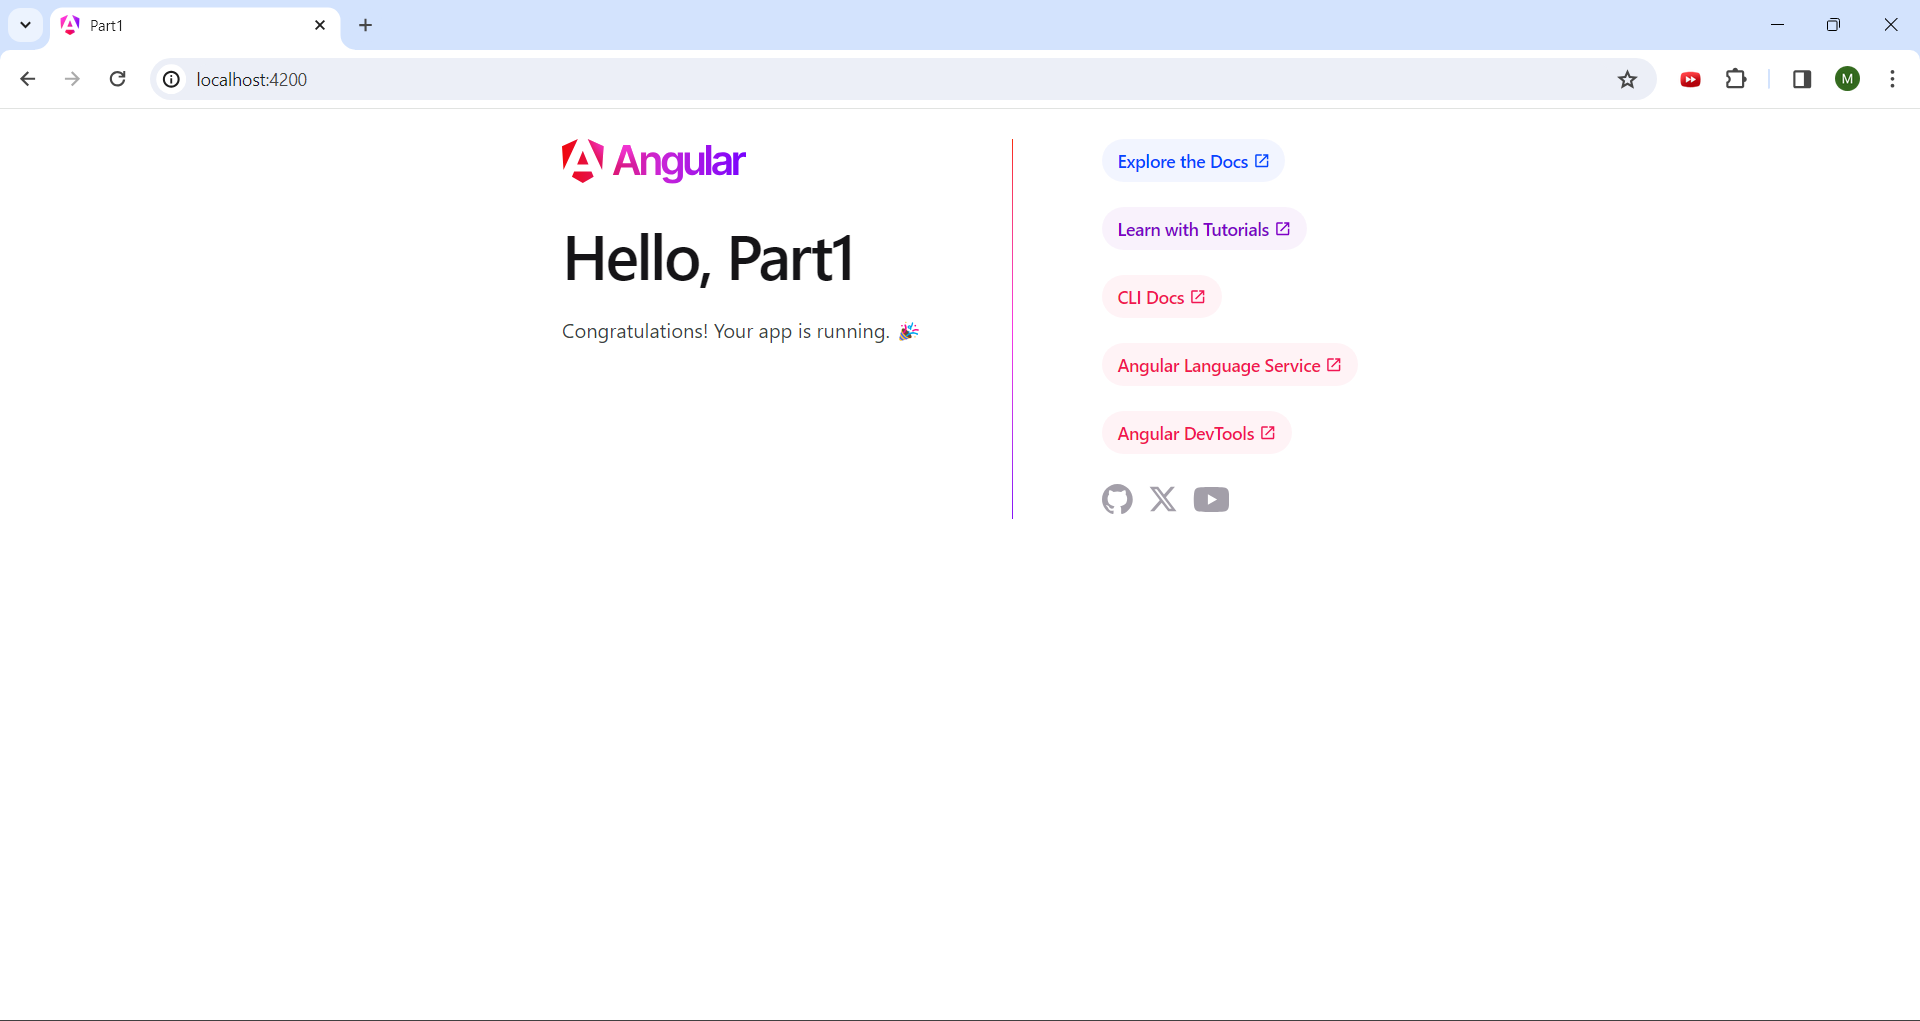 Part1
localhost:4200
M
Angular
Hello, Part1
Congratulations! Your app is running. 🎉
Explore the Docs
Learn with Tutorials
CLI Docs
Angular Language Service
Angular DevTools